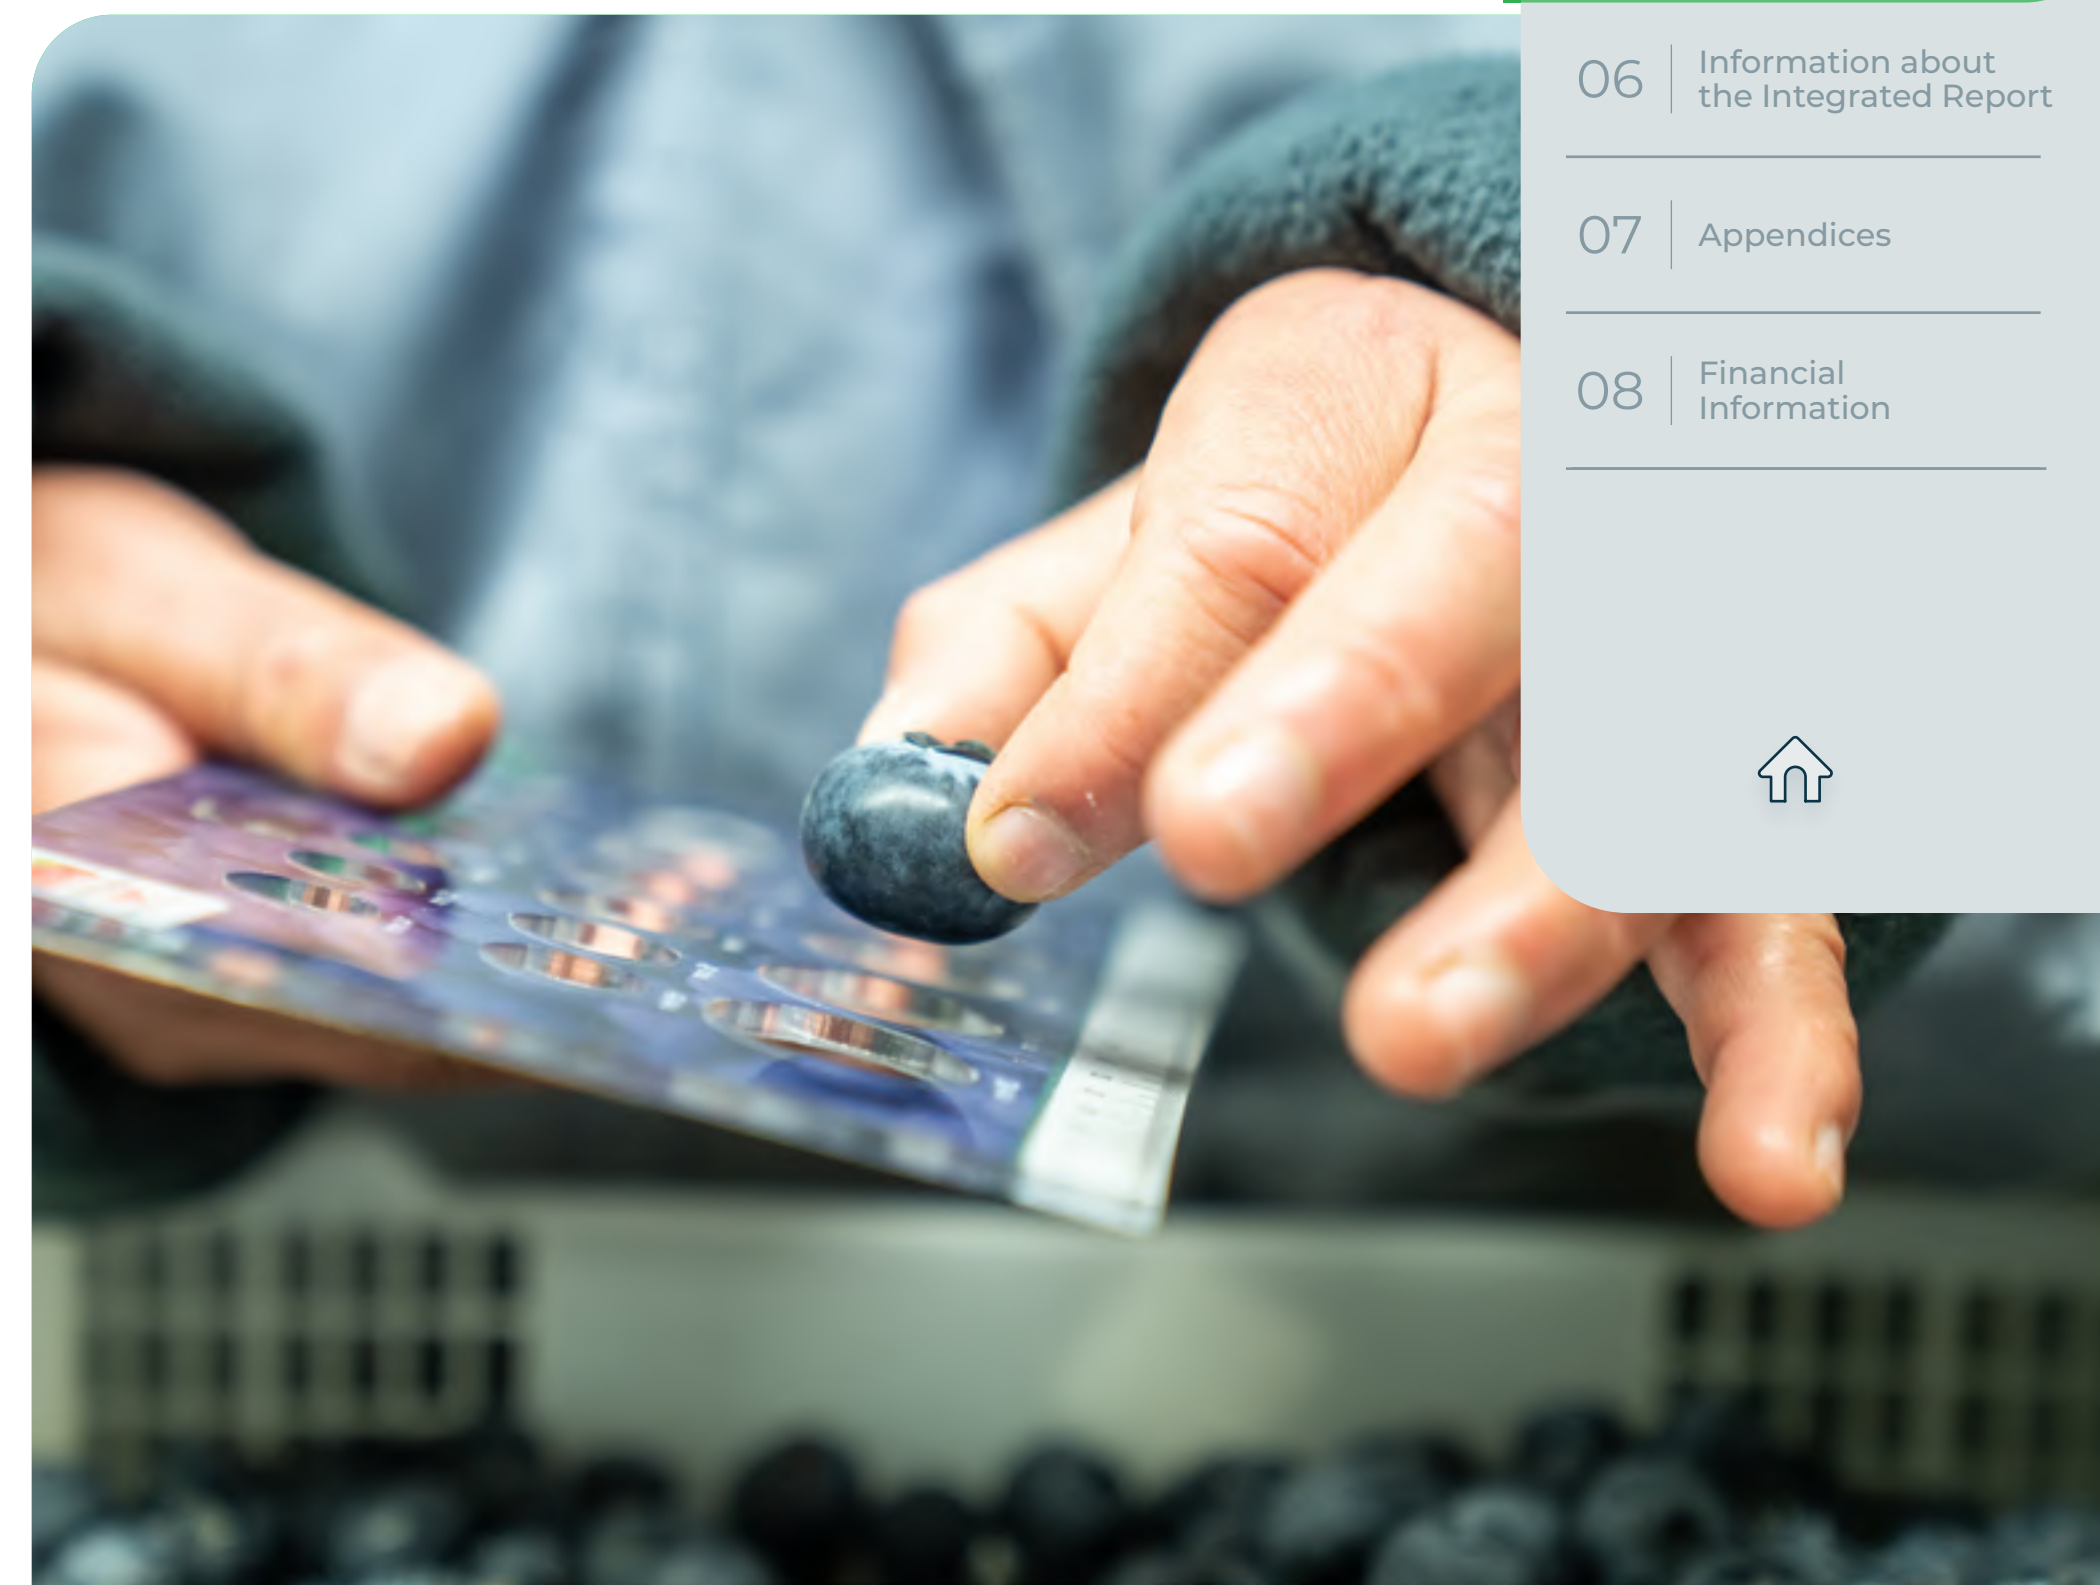 06
Information about
the Integrated Report
07
Appendices
08
Financial
Information